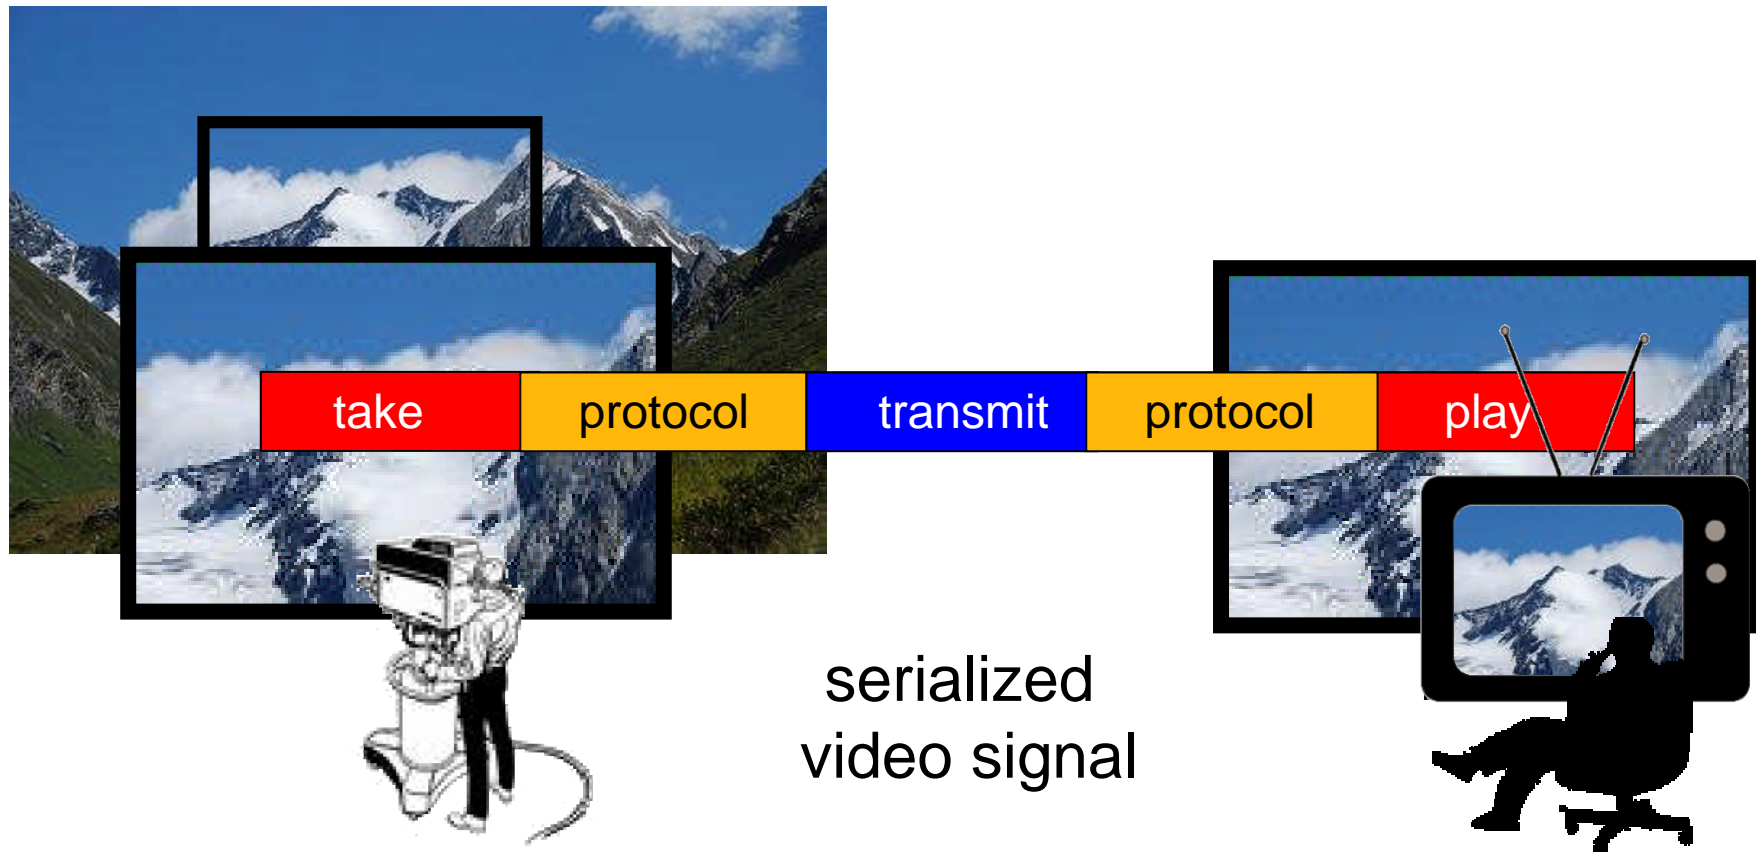 take protocol transmit protocol play
serialized
video signal